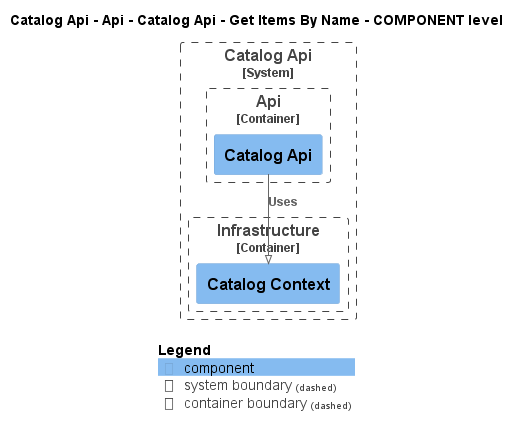 Catalog Api - Api - Catalog Api - Get Items By Name - COMPONENT level
Catalog Api
[System]
Api
[Container]
Catalog Api
Uses
Infrastructure
[Container]
Catalog Context
Legend
component
system boundary (dashed)
container boundary (dashed)